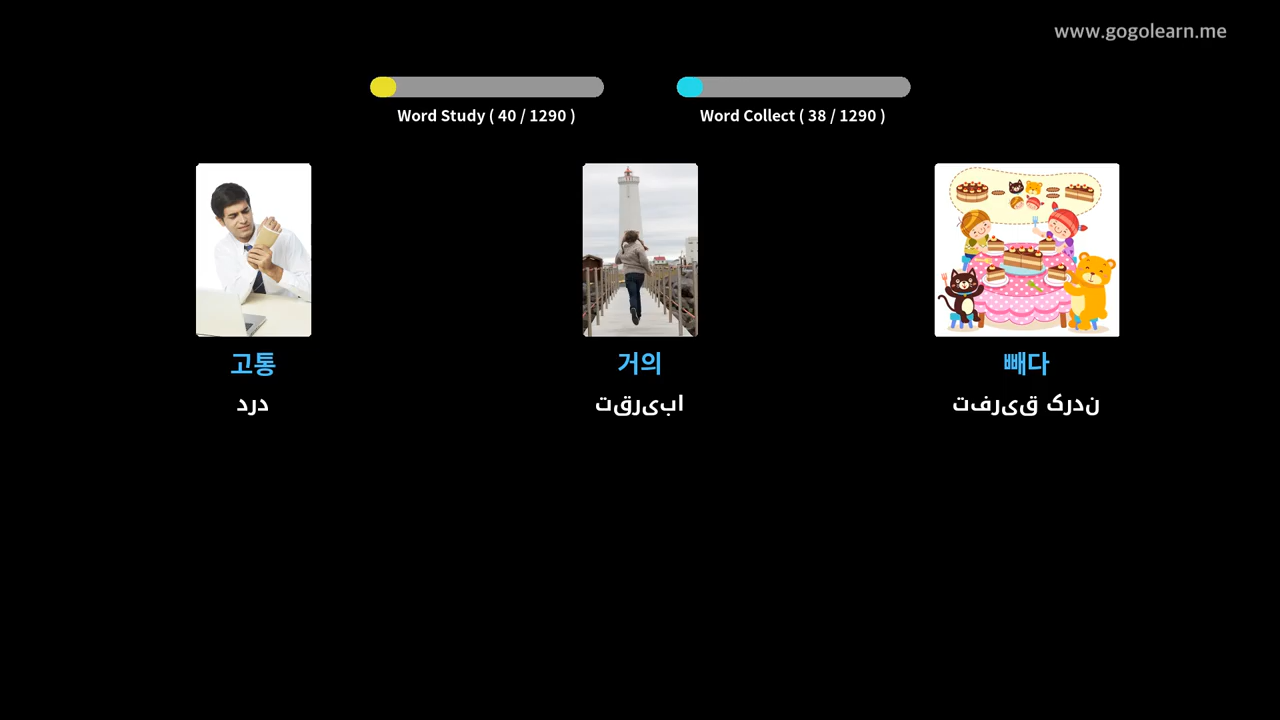 www.gogolearn.me
Word Study ( 40 / 1290 )
Word Collect ( 38 / 1290 )
고통
درد
거의
تقریبا
빼다
تفریق کردن